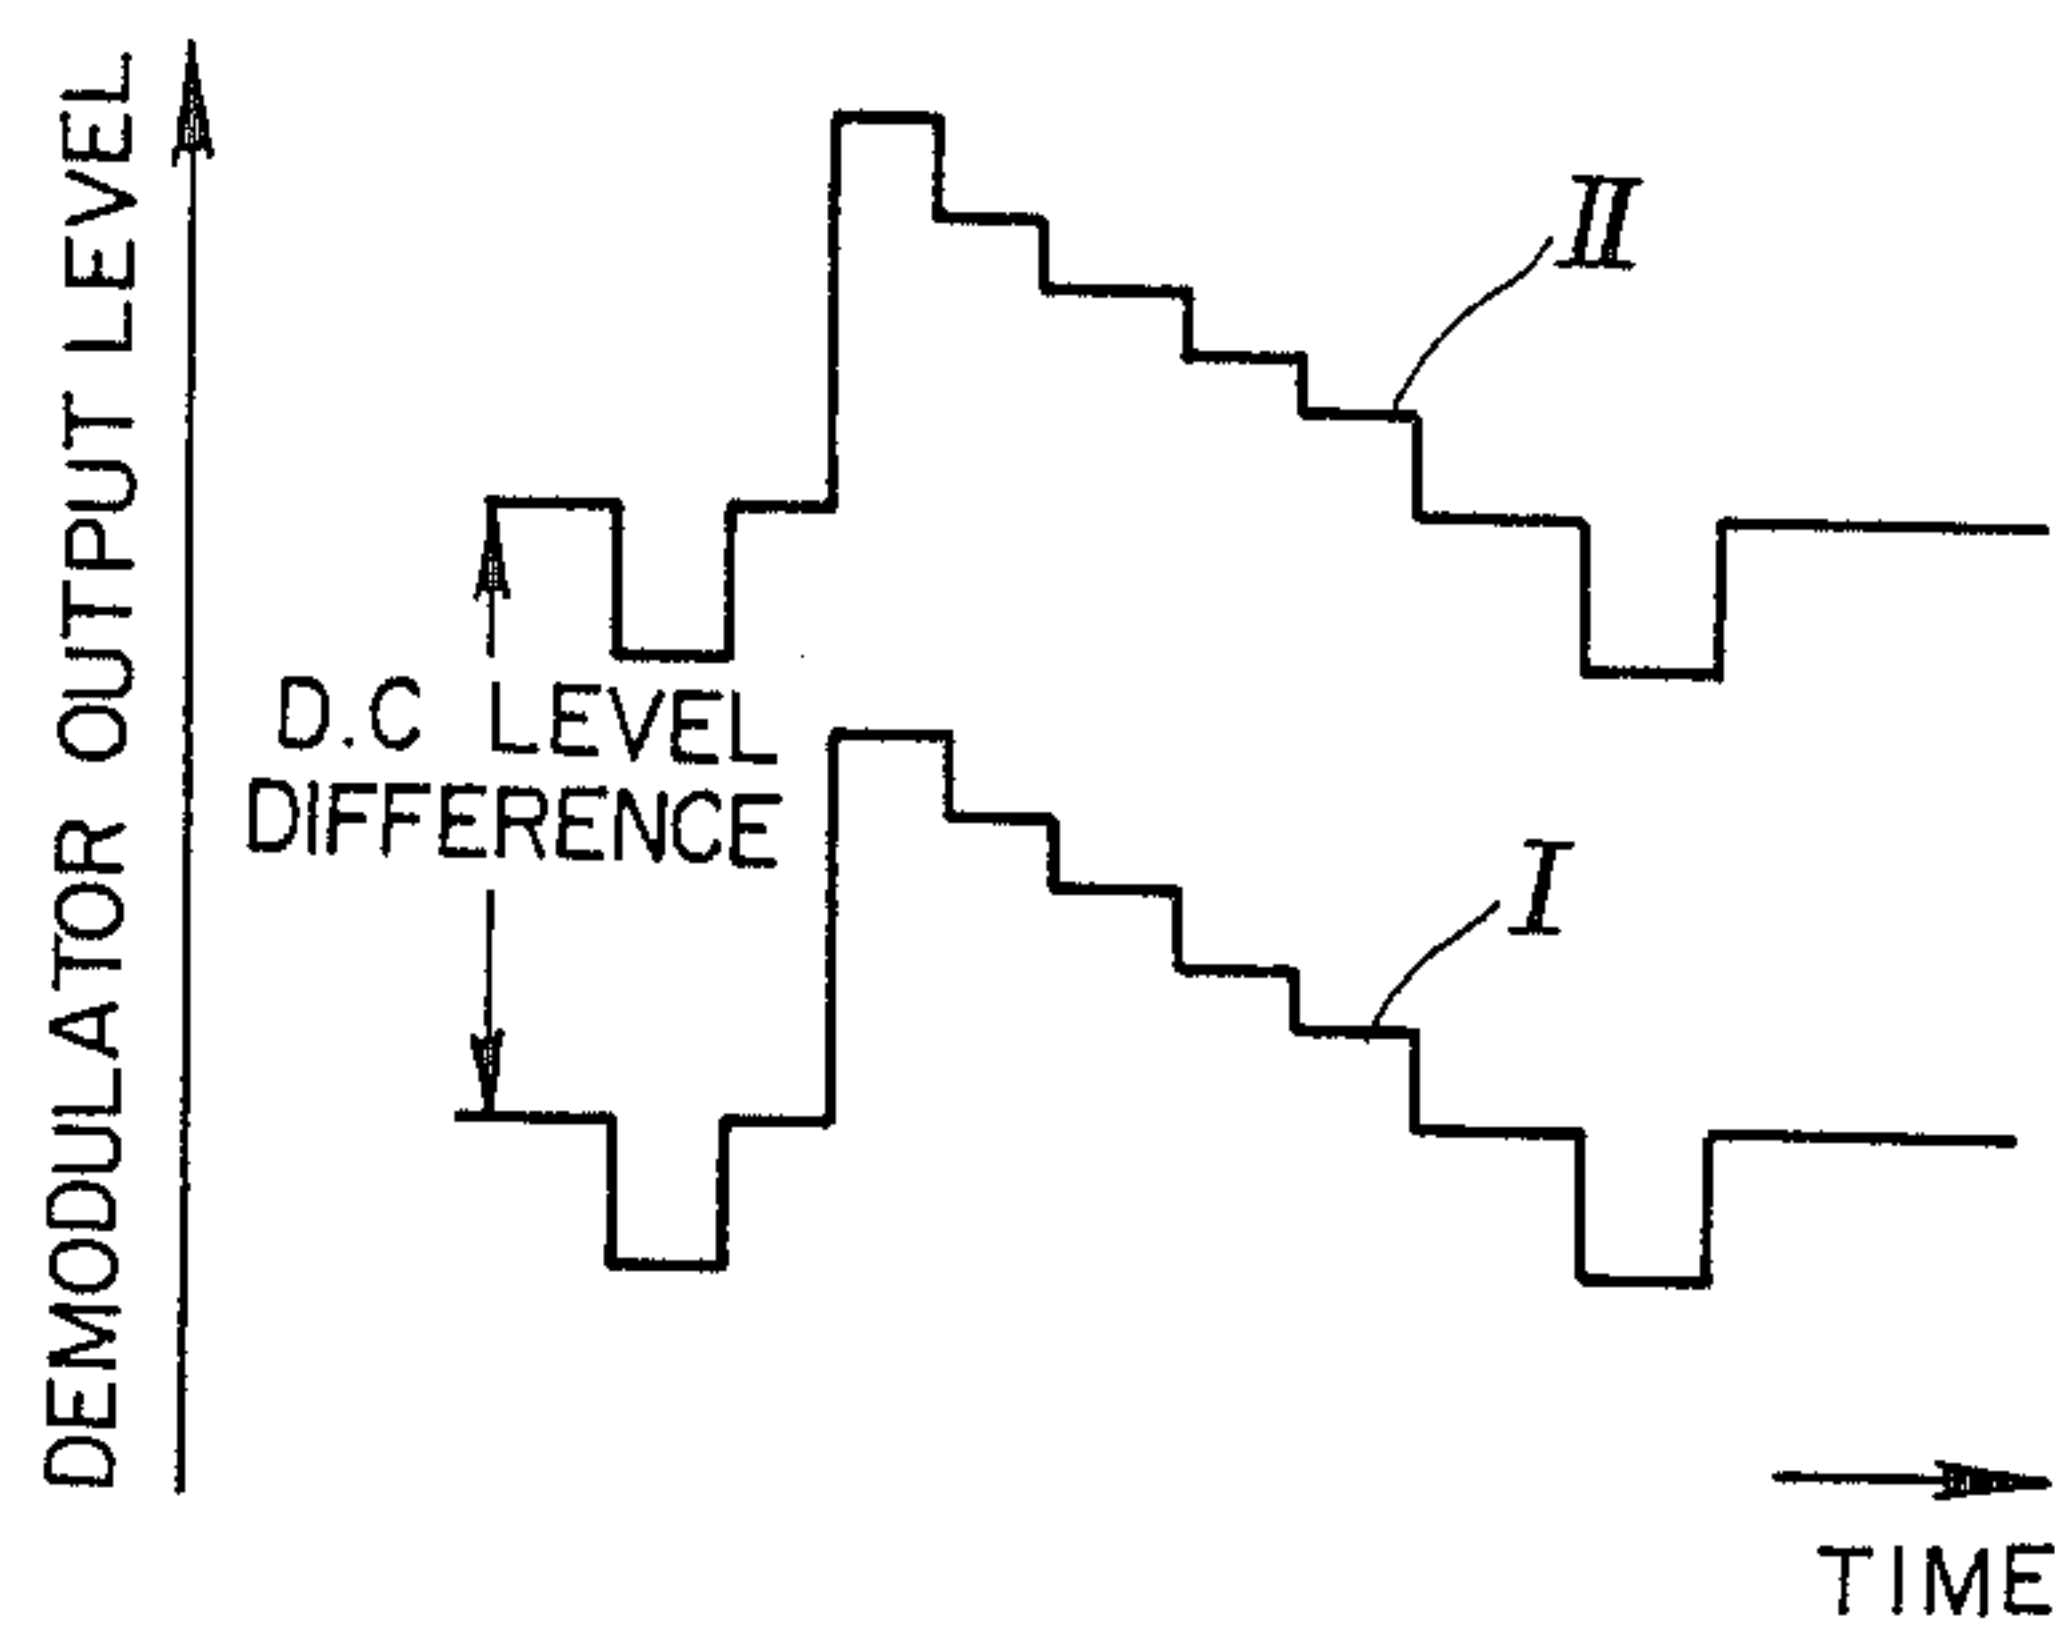 DEMODULATOR OUTPUT LEVEL
II
D.C LEVEL
DIFFERENCE
I
TIME